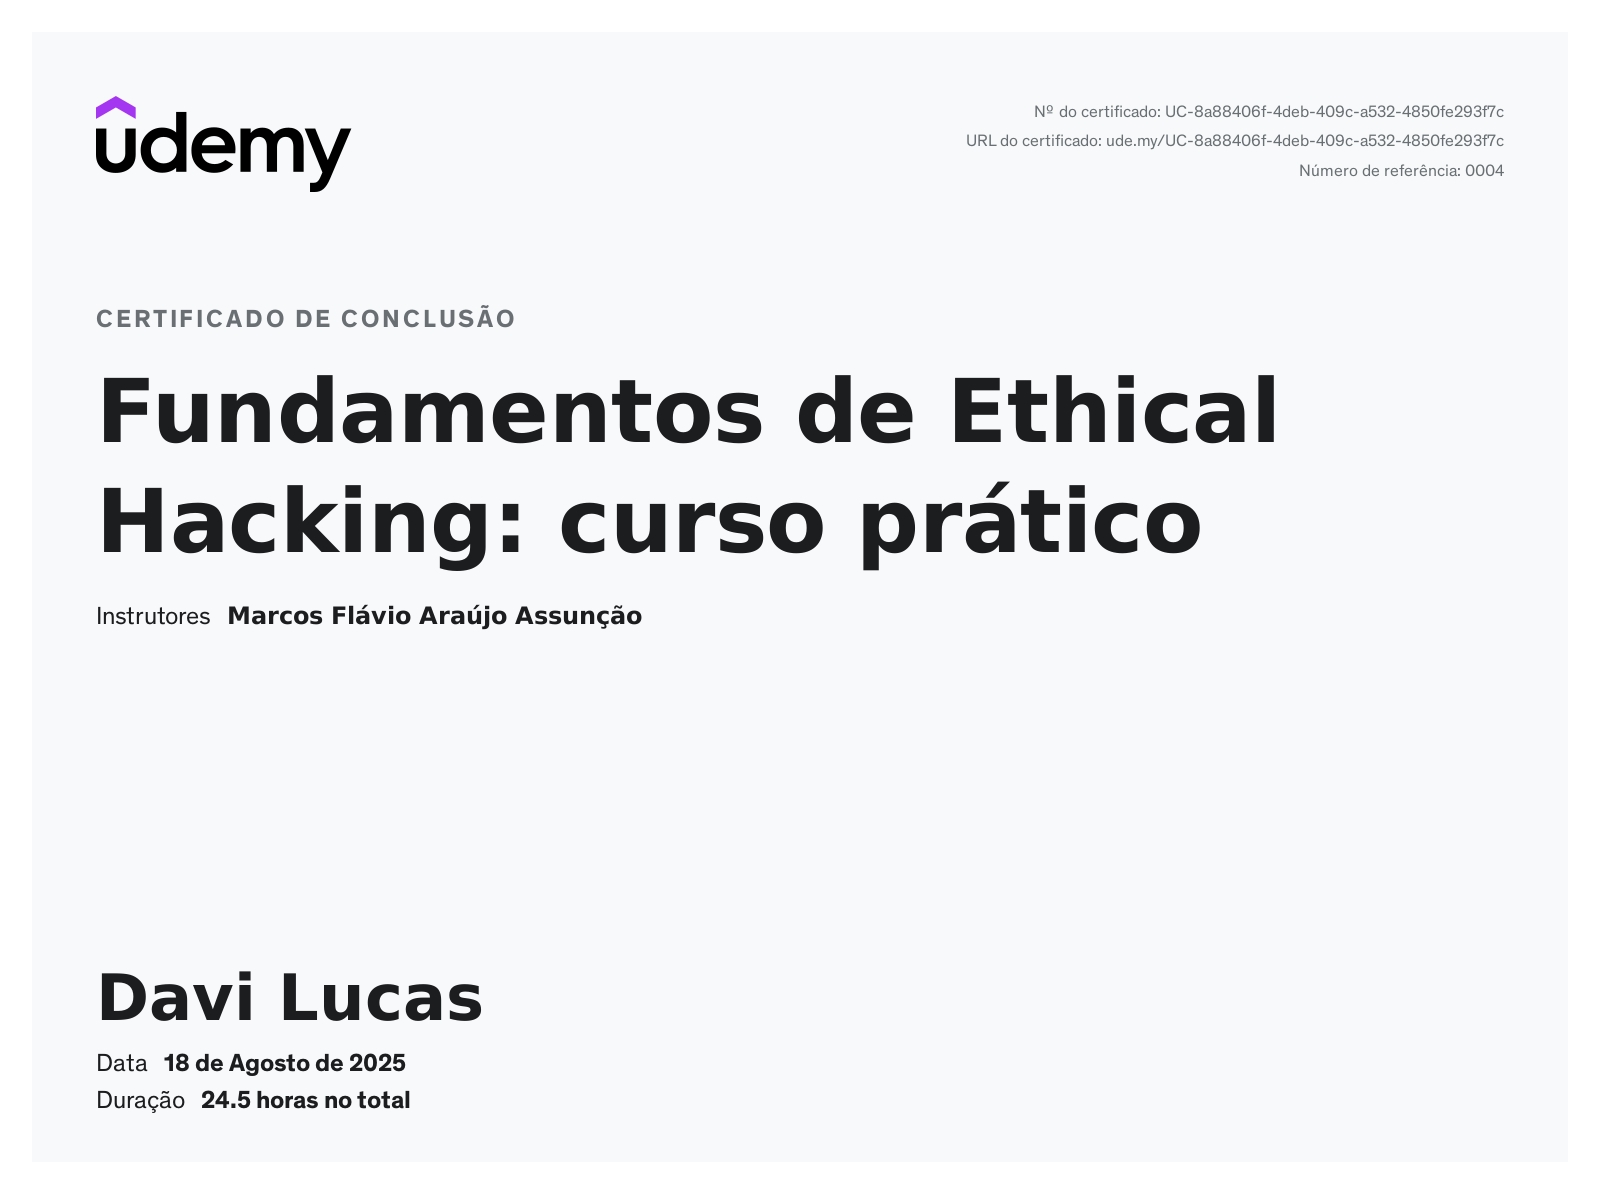 udemy
Nº do certificado: UC-8a88406f-4deb-409c-a532-4850fe293f7c
URL do certificado: ude.my/UC-8a88406f-4deb-409c-a532-4850fe293f7c
Número de referência: 0004
CERTIFICADO DE CONCLUSÃO
Fundamentos de Ethical
Hacking: curso prático
Instrutores Marcos Flávio Araújo Assunção
Davi Lucas
Data 18 de Agosto de 2025
Duração 24.5 horas no total